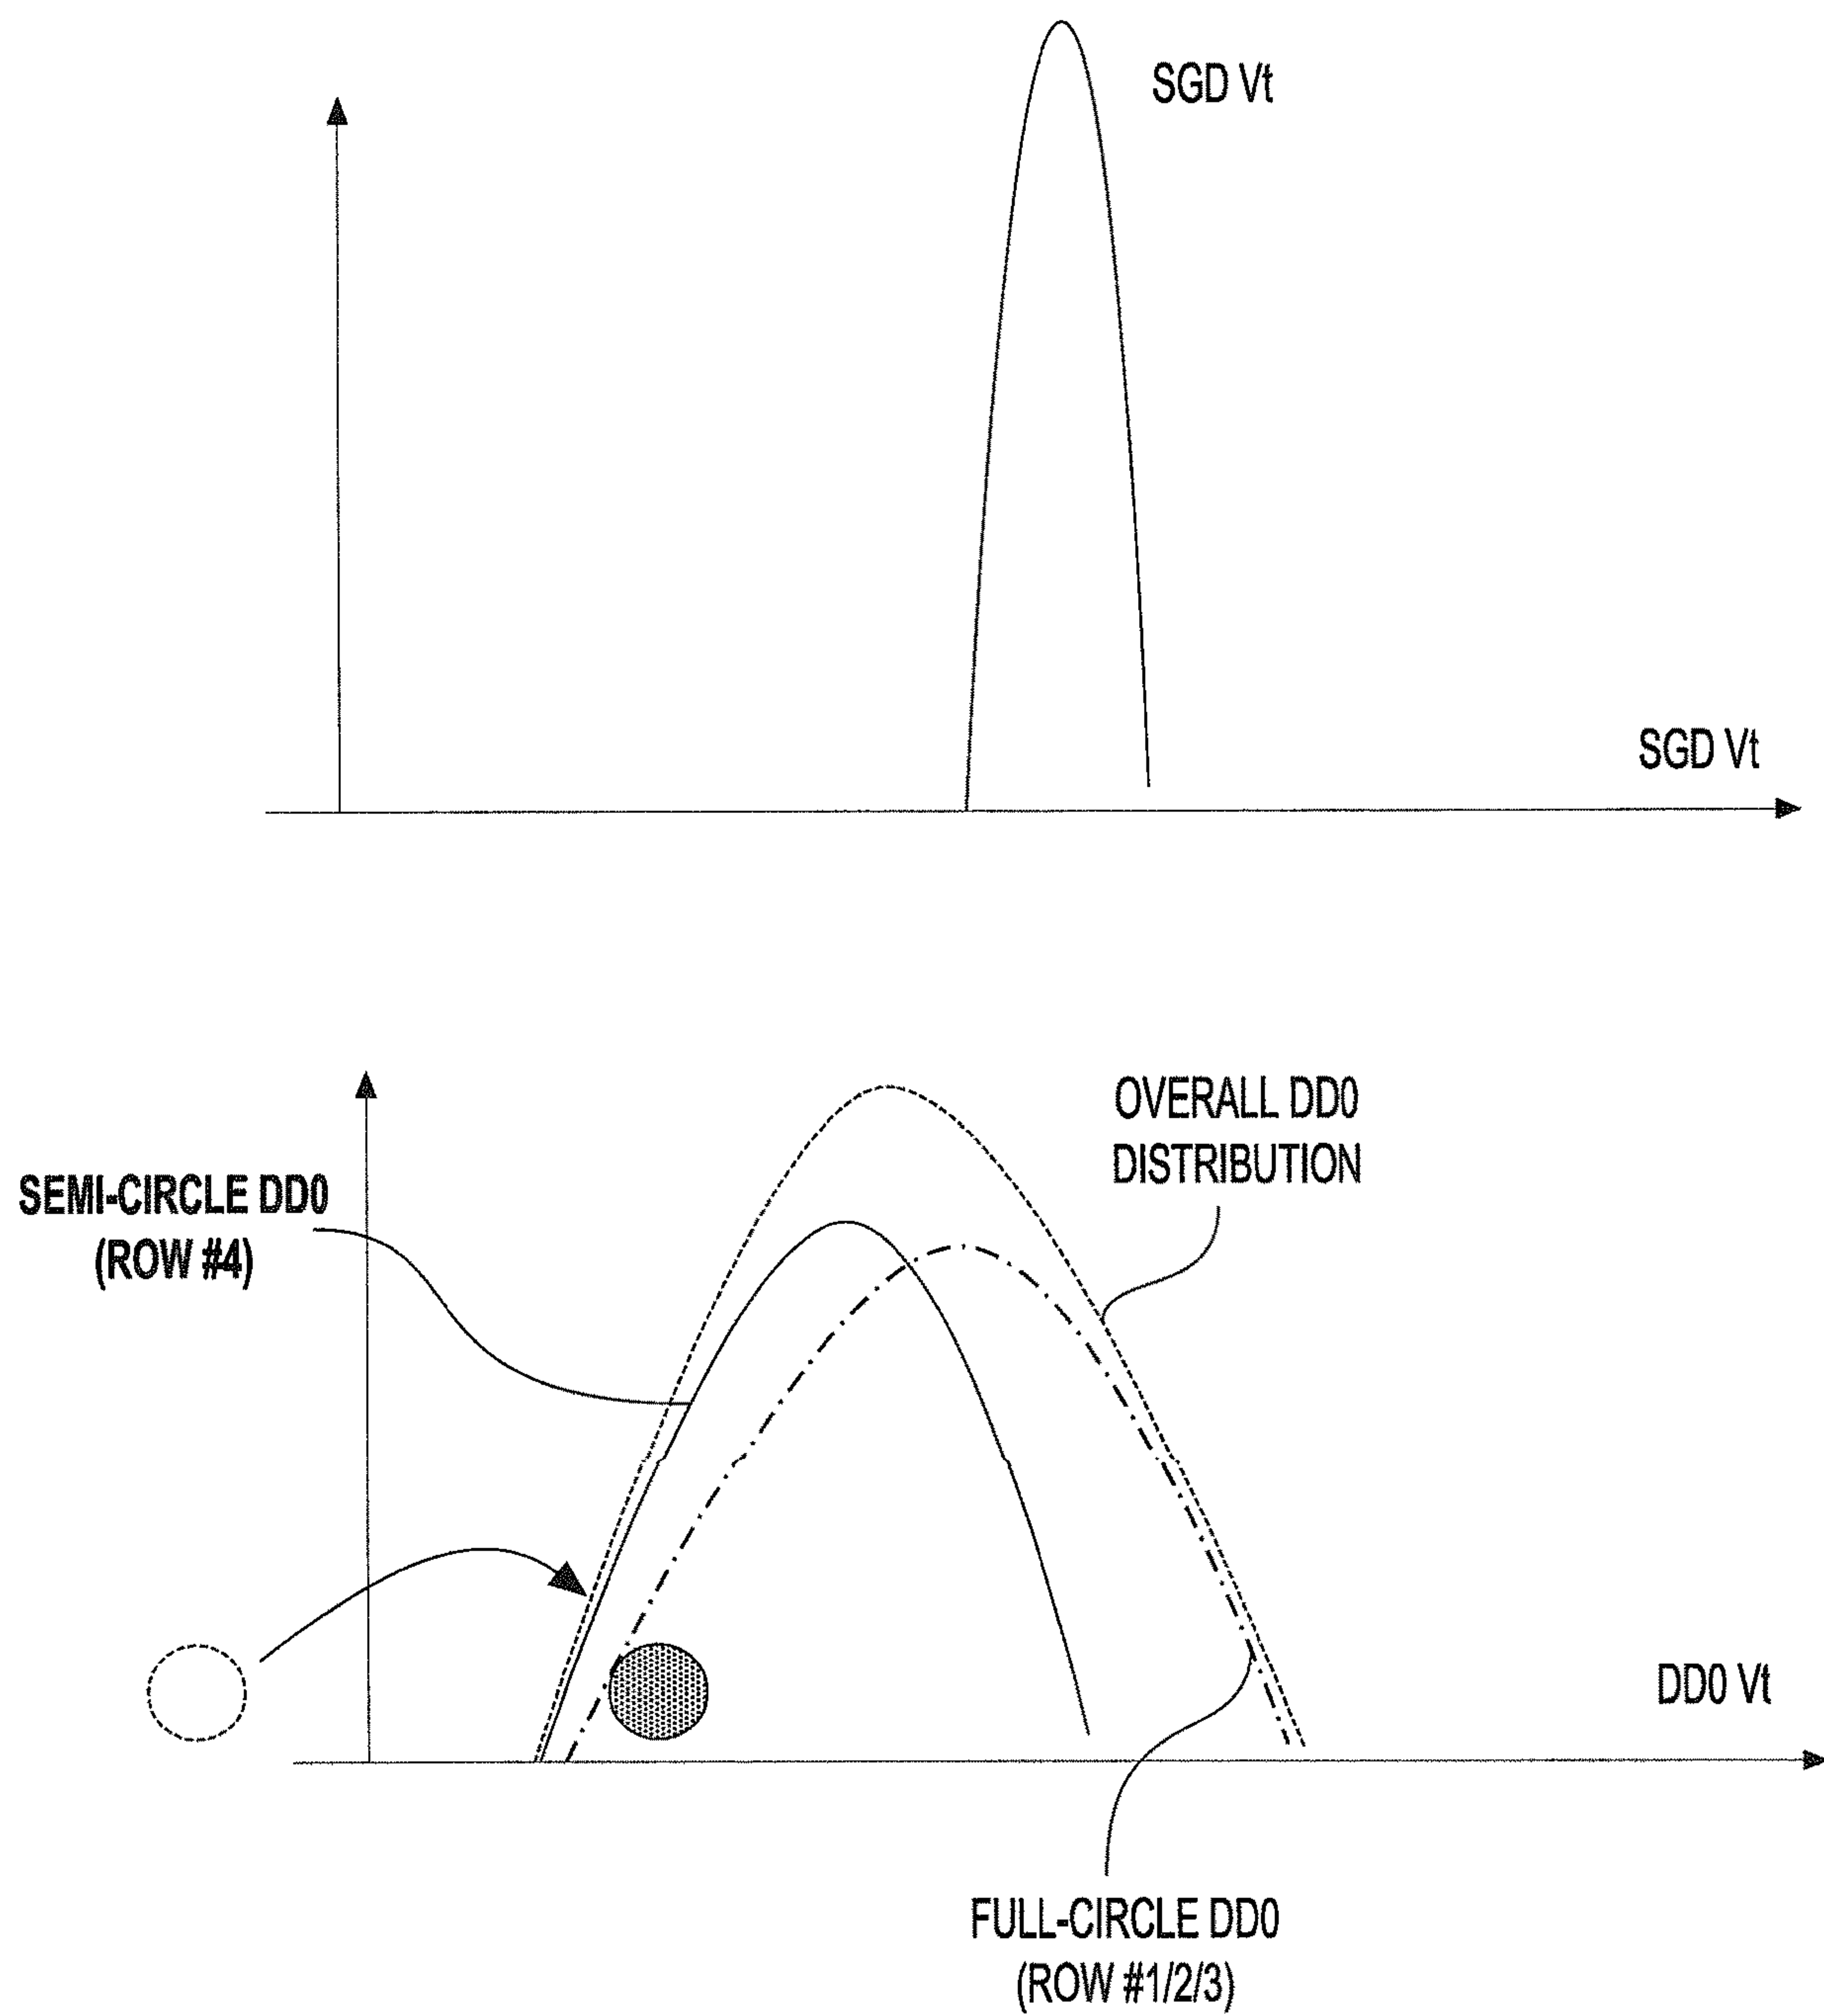 SGD Vt
SGD Vt
OVERALL DD0
DISTRIBUTION
SEMI-CIRCLE DD0
(ROW #4)
DD0 Vt
FULL-CIRCLE DD0
(ROW #1/2/3)